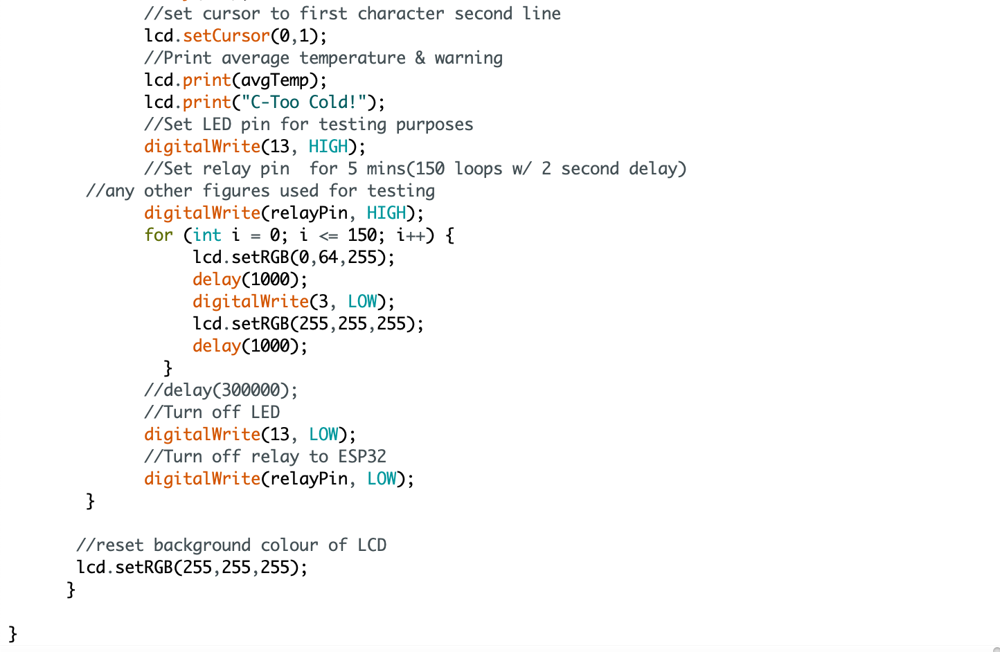 //set cursor to first character second line
lcd.setCursor(0,1);
//Print average temperature & warning
lcd.print(avgTemp);
lcd.print("C-Too Cold!");
//Set LED pin for testing purposes
digitalWrite(13, HIGH);
//Set relay pin  for 5 mins(150 loops w/ 2 second delay)
//any other figures used for testing
digitalWrite(relayPin, HIGH);
for (int i = 0; i <= 150; i++) {
lcd.setRGB(0,64,255);
delay(1000);
digitalWrite(3, LOW);
lcd.setRGB(255,255,255);
delay(1000);
}
//delay(300000);
//Turn off LED
digitalWrite(13, LOW);
//Turn off relay to ESP32
digitalWrite(relayPin, LOW);
}
//reset background colour of LCD
lcd.setRGB(255,255,255);
}
}